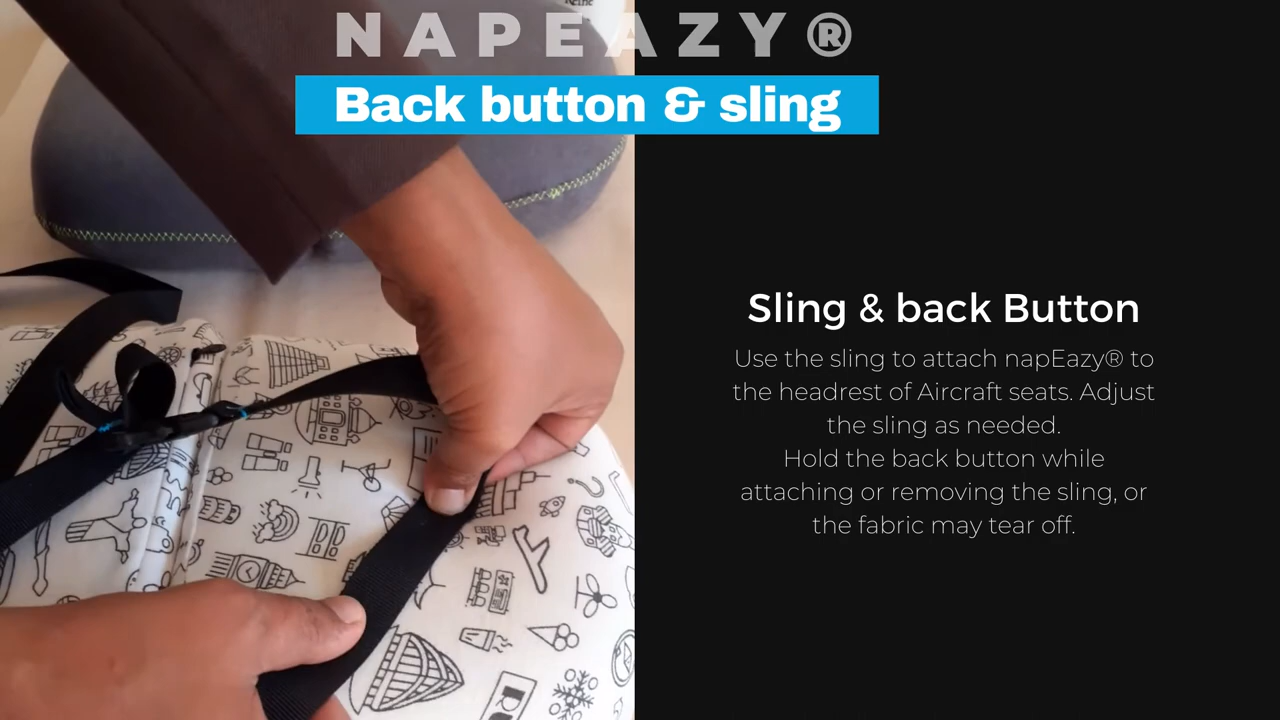 NAPEAZY®
Back button & sling
Sling & back Button
Use the sling to attach napEazy® to
the headrest of Aircraft seats. Adjust
the sling as needed.
Hold the back button while
attaching or removing the sling, or
the fabric may tear off.